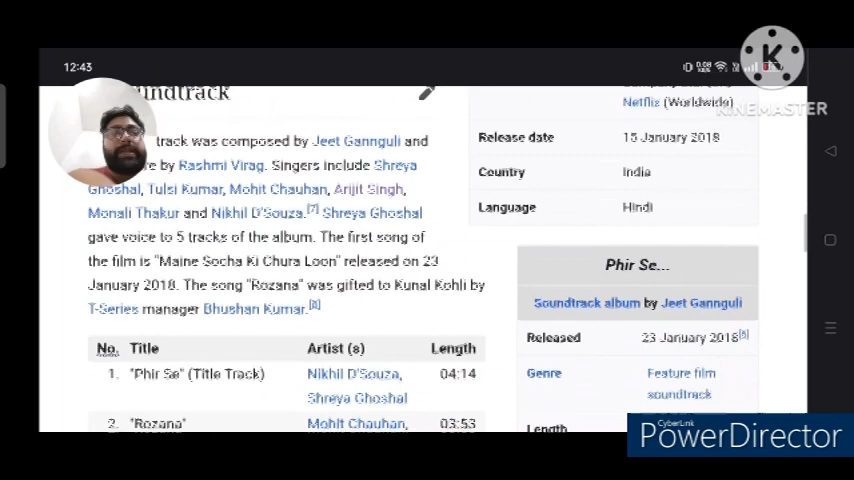 12:43
KINEMASTER
undtrack
track was composed by Jeet Gannguli and
by Rashmi Virag. Singers include Shreya
Ghoshal, Tulsi Kumar, Mohit Chauhan, Arijit Singh,
Monali Thakur and Nikhil D'Souza.[7] Shreya Ghoshal
gave voice to 5 tracks of the album. The first song of
the film is "Maine Socha Ki Chura Loon" released on 23
January 2018. The song "Rozana" was gifted to Kunal Kohli by
T-Series manager Bhushan Kumar.[8]
No. Title Artist(s) Length
1. "Phir Se" (Title Track) Nikhil D'Souza, 04:14
Shreya Ghoshal
2. "Rozana" Mohit Chauhan, 03:53
Netflix (Worldwide)
Release date 15 January 2018
Country India
Language Hindi
Phir Se...
Soundtrack album by Jeet Gannguli
Released 23 January 2018
Genre Feature film
soundtrack
Length
CyberLink
PowerDirector